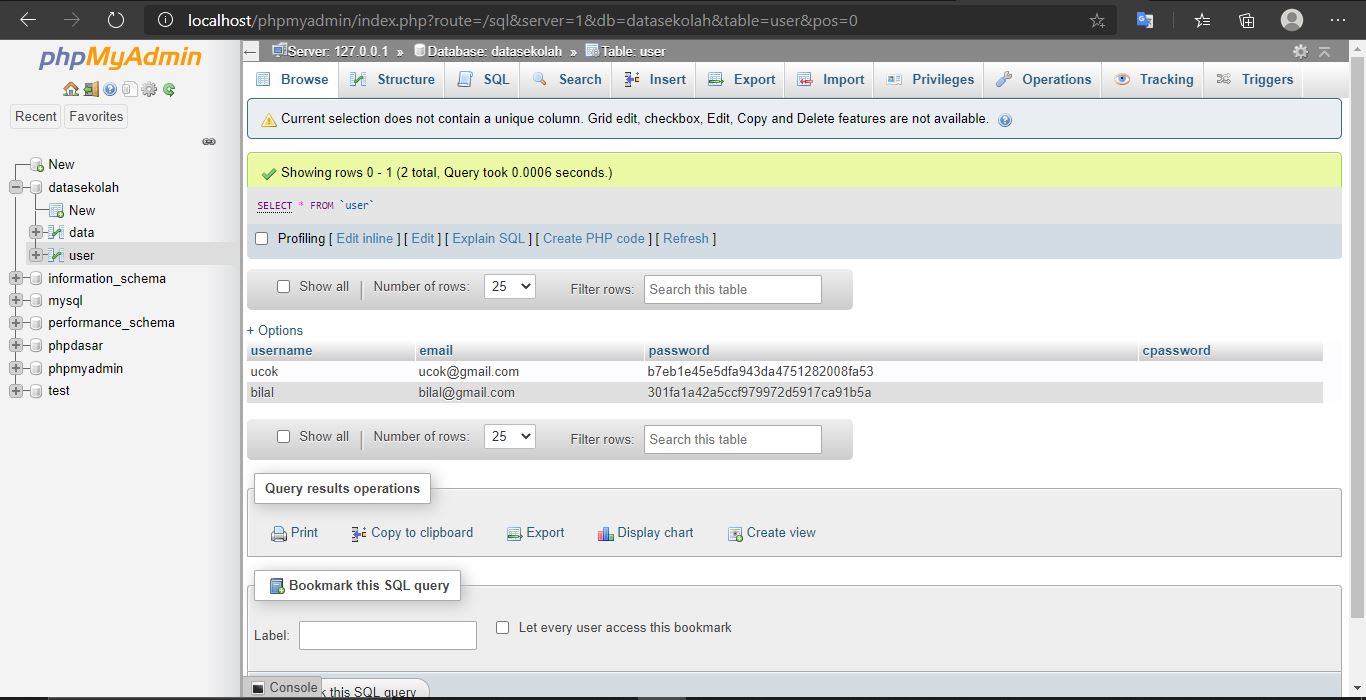 localhost/phpmyadmin/index.php?route=/sql&server=1&db=datasekolah&table=user&pos=0
phpMyAdmin
Recent Favorites
New
datasekolah
New
data
user
information_schema
mysql
performance_schema
phpdasar
phpmyadmin
test
Server: 127.0.0.1 » Database: datasekolah » Table: user
Browse Structure SQL Search Insert Export Import Privileges Operations Tracking Triggers
Current selection does not contain a unique column. Grid edit, checkbox, Edit, Copy and Delete features are not available.
Showing rows 0 - 1 (2 total, Query took 0.0006 seconds.)
SELECT * FROM `user`
Profiling [ Edit inline ] [ Edit ] [ Explain SQL ] [ Create PHP code ] [ Refresh ]
Show all | Number of rows: 25 Filter rows: Search this table
+ Options
username email password cpassword
ucok ucok@gmail.com b7eb1e45e5dfa943da4751282008fa53
bilal bilal@gmail.com 301fa1a42a5ccf979972d5917ca91b5a
Show all | Number of rows: 25 Filter rows: Search this table
Query results operations
Print Copy to clipboard Export Display chart Create view
Bookmark this SQL query
Label: Let every user access this bookmark
Console k this SQL query